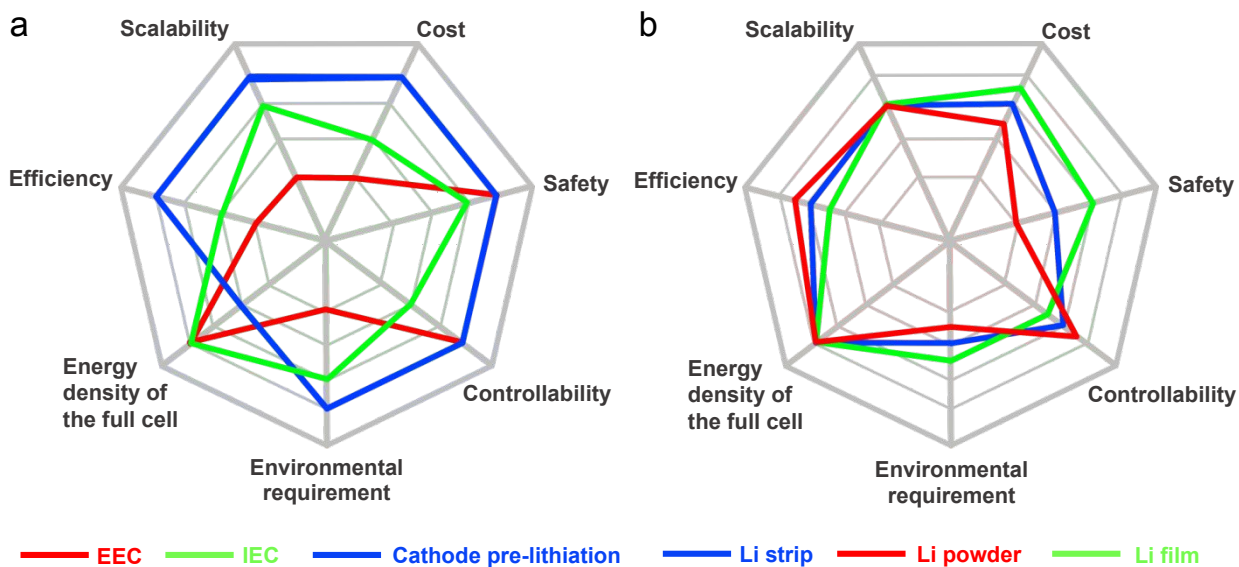 a
Scalability
Cost
Efficiency
Safety
Energy
density of
the full cell
Controllability
Environmental
requirement
EEC
IEC
Cathode pre-lithiation
b
Scalability
Cost
Efficiency
Safety
Energy
density of
the full cell
Controllability
Environmental
requirement
Li strip
Li powder
Li film